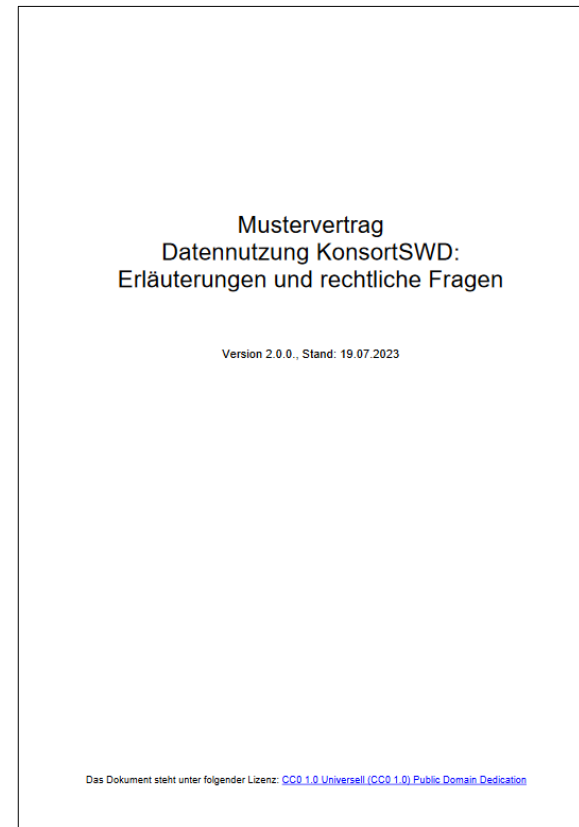 Mustervertrag
Datennutzung KonsortSWD:
Erläuterungen und rechtliche Fragen
Version 2.0.0., Stand: 19.07.2023
Das Dokument steht unter folgender Lizenz: CC0 1.0 Universell (CC0 1.0) Public Domain Dedication